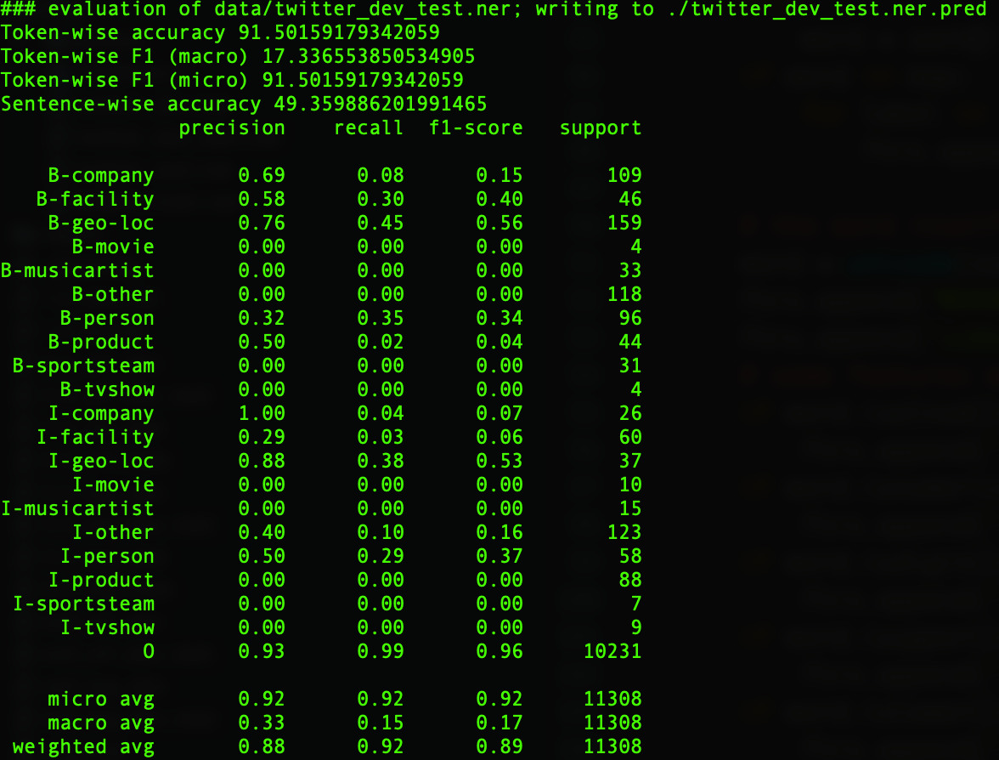 ### evaluation of data/twitter_dev_test.ner; writing to ./twitter_dev_test.ner.pred
Token-wise accuracy 91.50159179342059
Token-wise F1 (macro) 17.336553850534905
Token-wise F1 (micro) 91.50159179342059
Sentence-wise accuracy 49.359886201991465
precision recall f1-score support
B-company 0.69 0.08 0.15 109
B-facility 0.58 0.30 0.40 46
B-geo-loc 0.76 0.45 0.56 159
B-movie 0.00 0.00 0.00 4
B-musicartist 0.00 0.00 0.00 33
B-other 0.00 0.00 0.00 118
B-person 0.32 0.35 0.34 96
B-product 0.50 0.02 0.04 44
B-sportsteam 0.00 0.00 0.00 31
B-tvshow 0.00 0.00 0.00 4
I-company 1.00 0.04 0.07 26
I-facility 0.29 0.03 0.06 60
I-geo-loc 0.88 0.38 0.53 37
I-movie 0.00 0.00 0.00 10
I-musicartist 0.00 0.00 0.00 15
I-other 0.40 0.10 0.16 123
I-person 0.50 0.29 0.37 58
I-product 0.00 0.00 0.00 88
I-sportsteam 0.00 0.00 0.00 7
I-tvshow 0.00 0.00 0.00 9
O 0.93 0.99 0.96 10231
micro avg 0.92 0.92 0.92 11308
macro avg 0.33 0.15 0.17 11308
weighted avg 0.88 0.92 0.89 11308